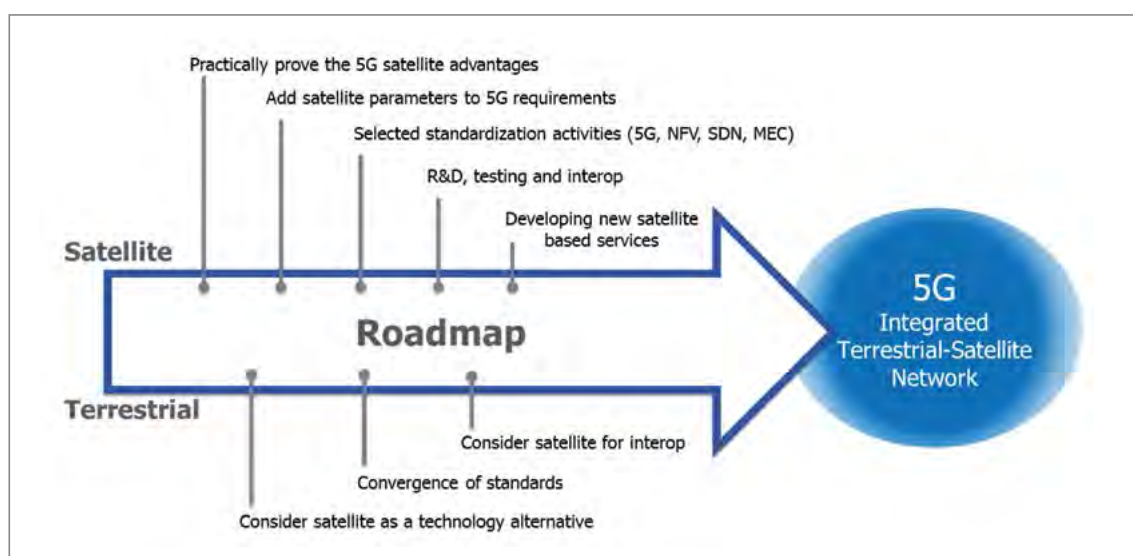 Practically prove the 5G satellite advantages
Add satellite parameters to 5G requirements
Selected standardization activities (5G, NFV, SDN, MEC)
R&D, testing and interop
Developing new satellite
based services
Satellite
Roadmap
5G
Integrated
Terrestrial-Satellite
Network
Terrestrial
Consider satellite for interop
Convergence of standards
Consider satellite as a technology alternative